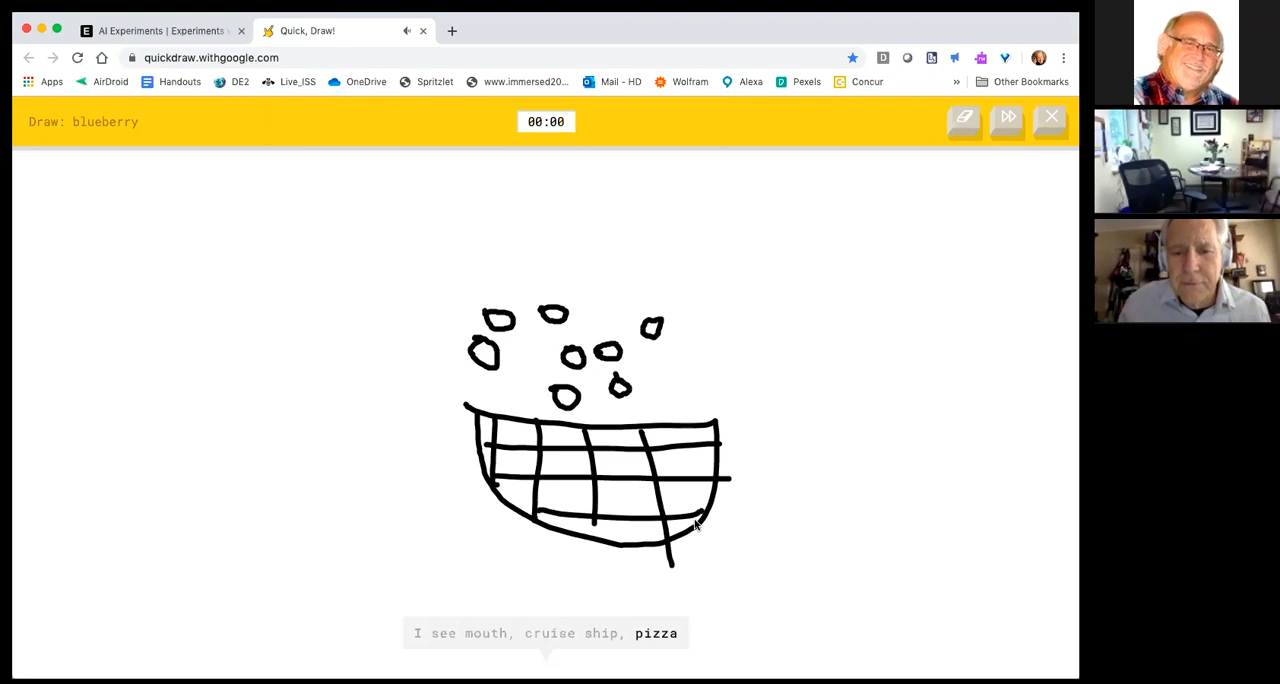 AI Experiments | Experiments
Quick, Draw!
quickdraw.withgoogle.com
Apps
AirDroid
Handouts
DE2
Live_ISS
OneDrive
Spritzlet
www.immersed20...
Mail - HD
Wolfram
Alexa
Pexels
Concur
»
Other Bookmarks
Draw: blueberry
00:00
I see mouth, cruise ship, pizza